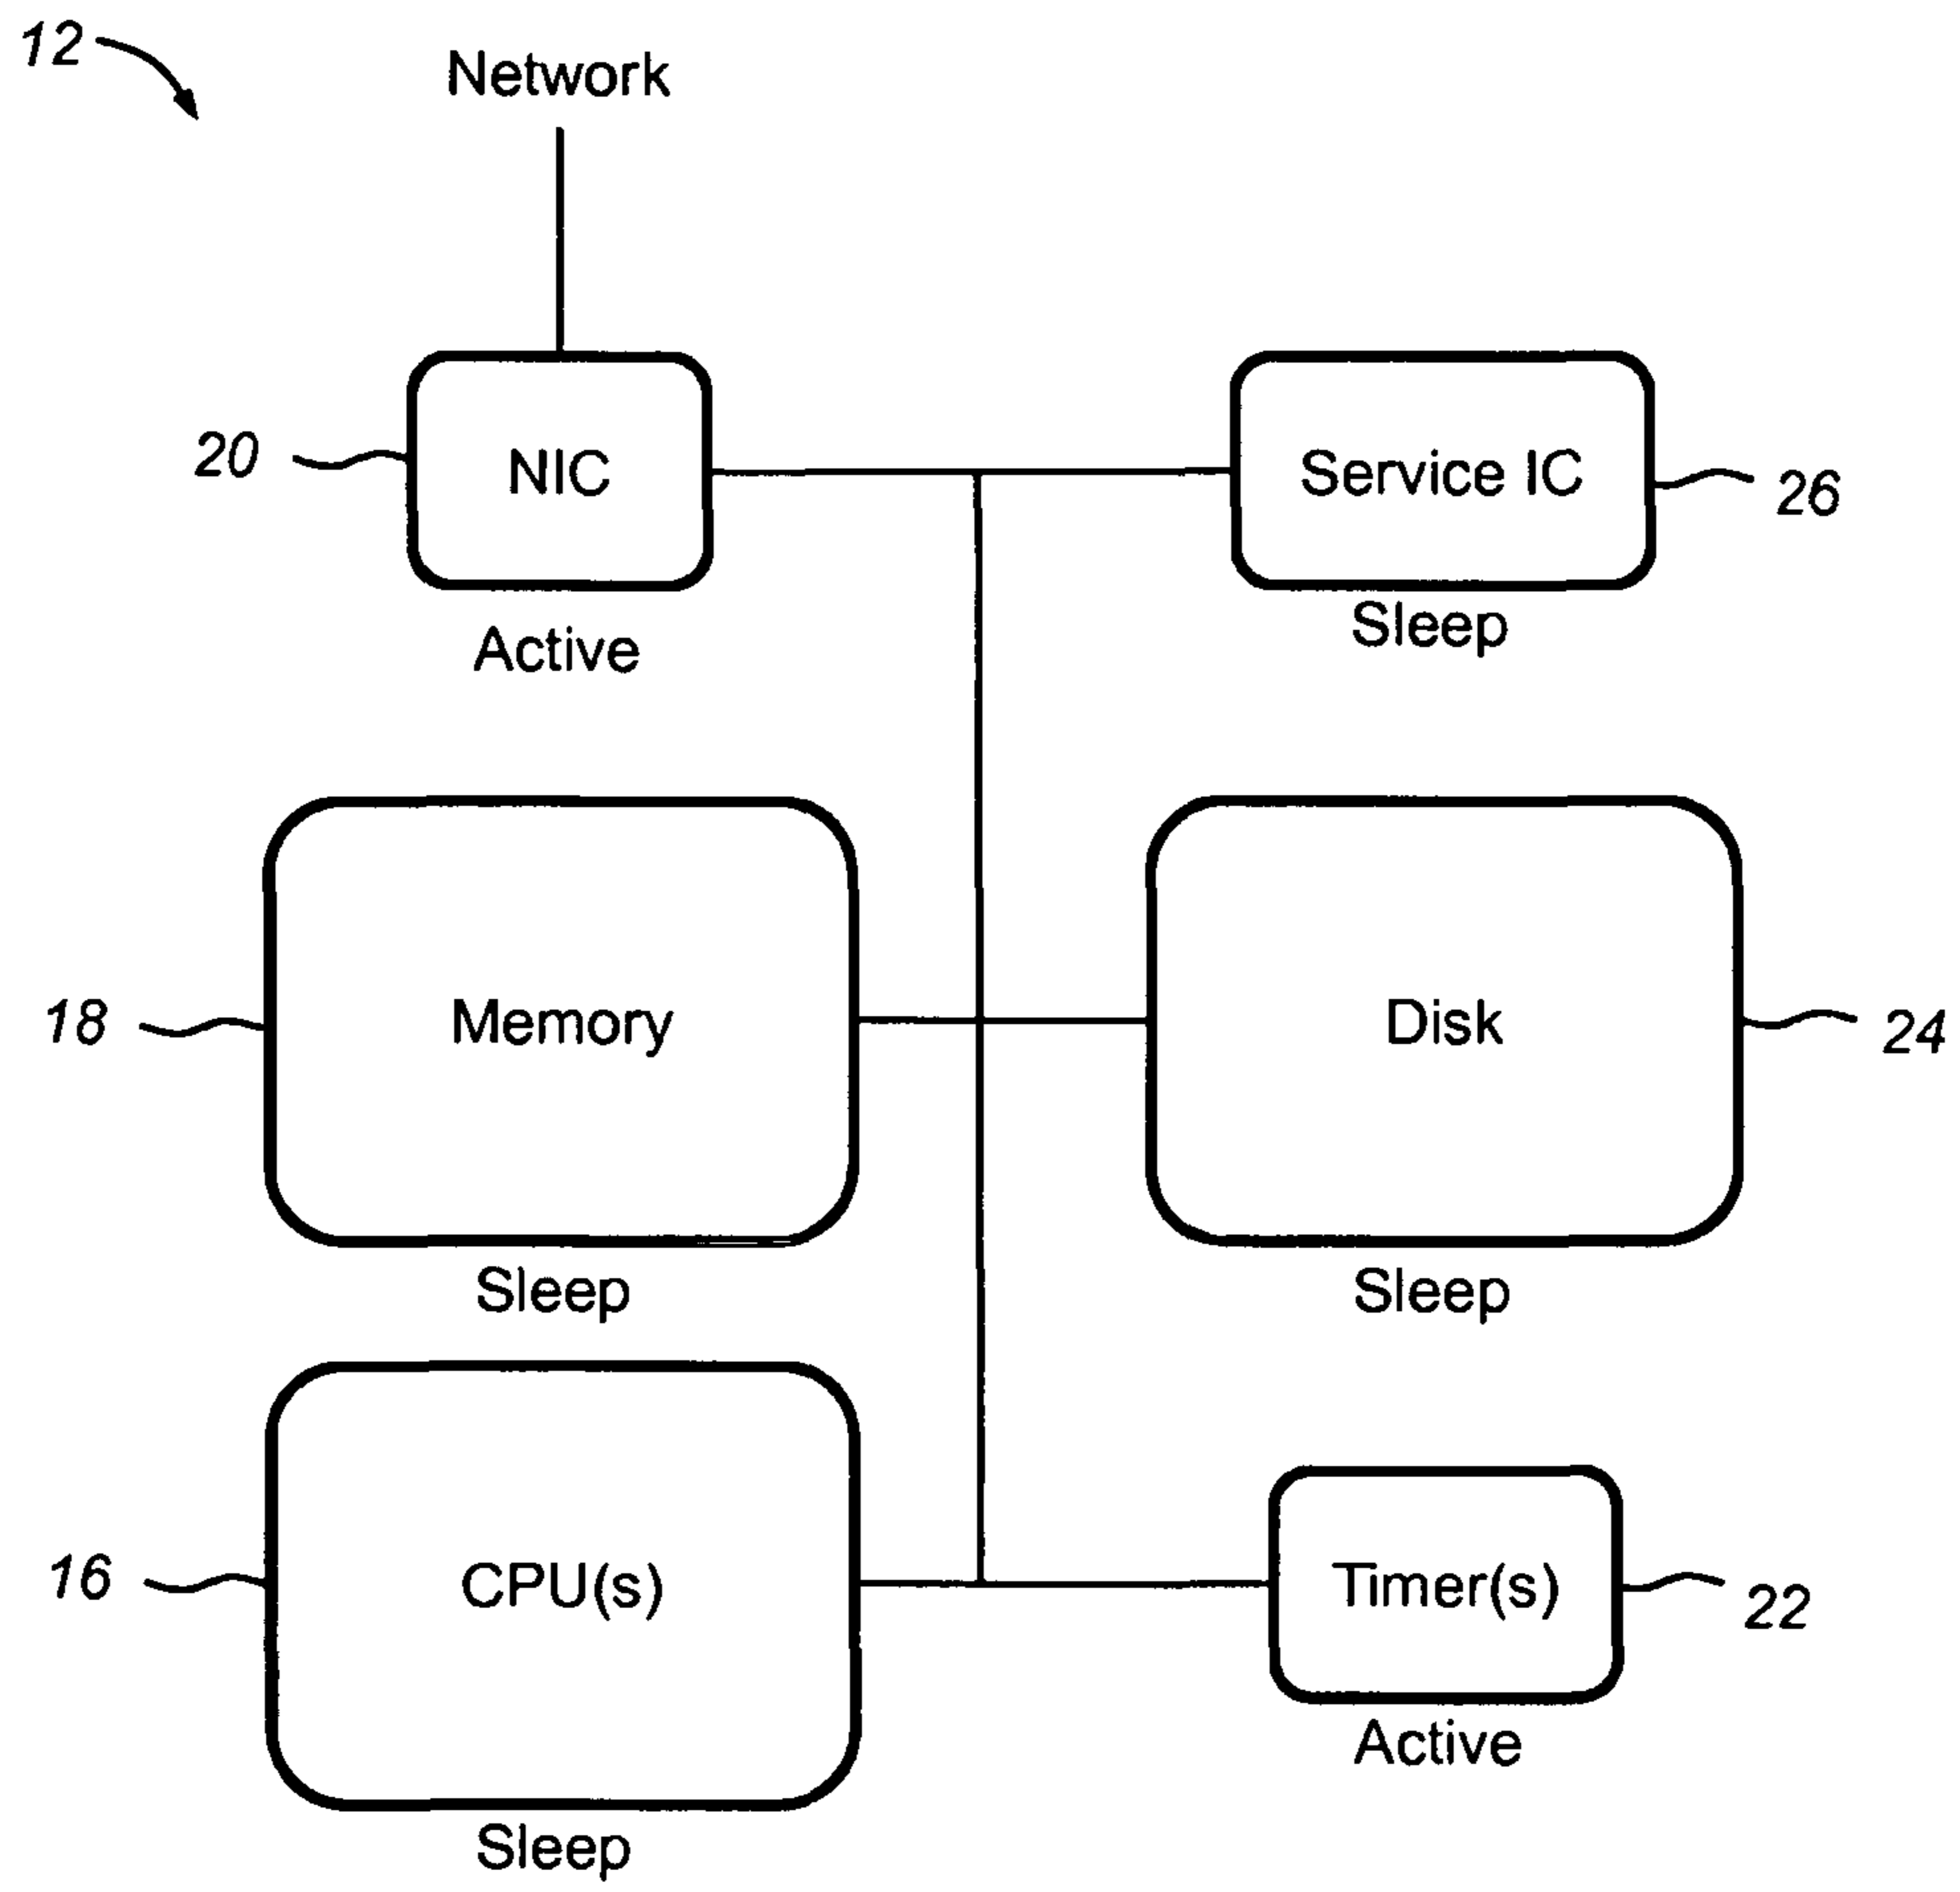 12
Network
20
NIC
Service IC
26
Active
Sleep
18
Memory
Disk
24
Sleep
Sleep
16
CPU(s)
Timer(s)
22
Active
Sleep